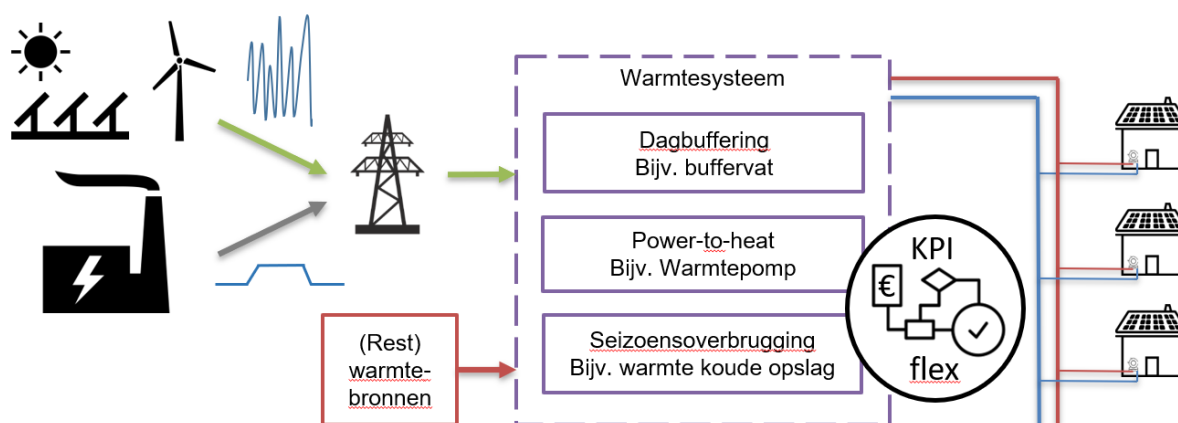 Warmtesysteem
Dagbuffering
Bijv. buffervat
Power-to-heat
Bijv. Warmtepomp
Seizoensoverbrugging
Bijv. warmte koude opslag
(Rest)
warmte-
bronnen
KPI
€
flex